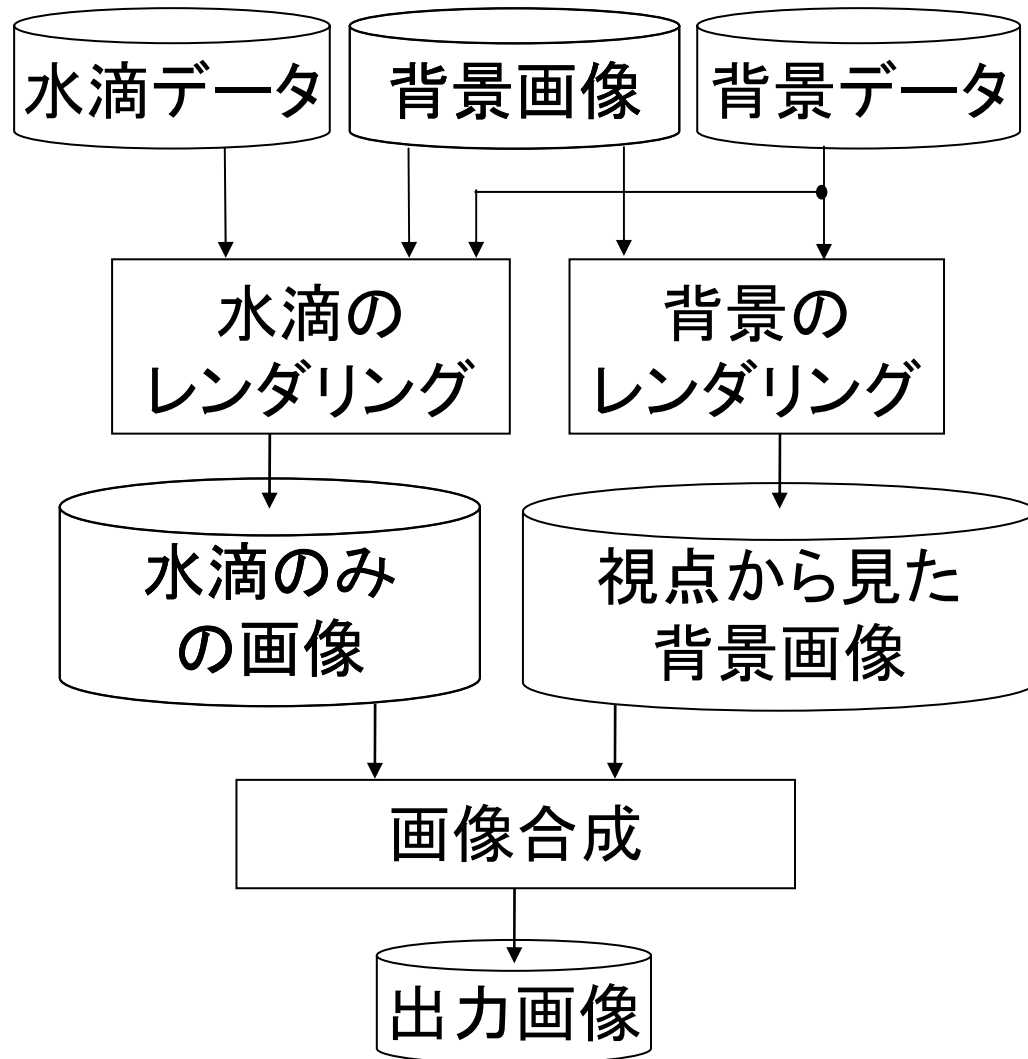 水滴データ
背景画像
背景データ
水滴の
レンダリング
背景の
レンダリング
水滴のみ
の画像
視点から見た
背景画像
画像合成
出力画像